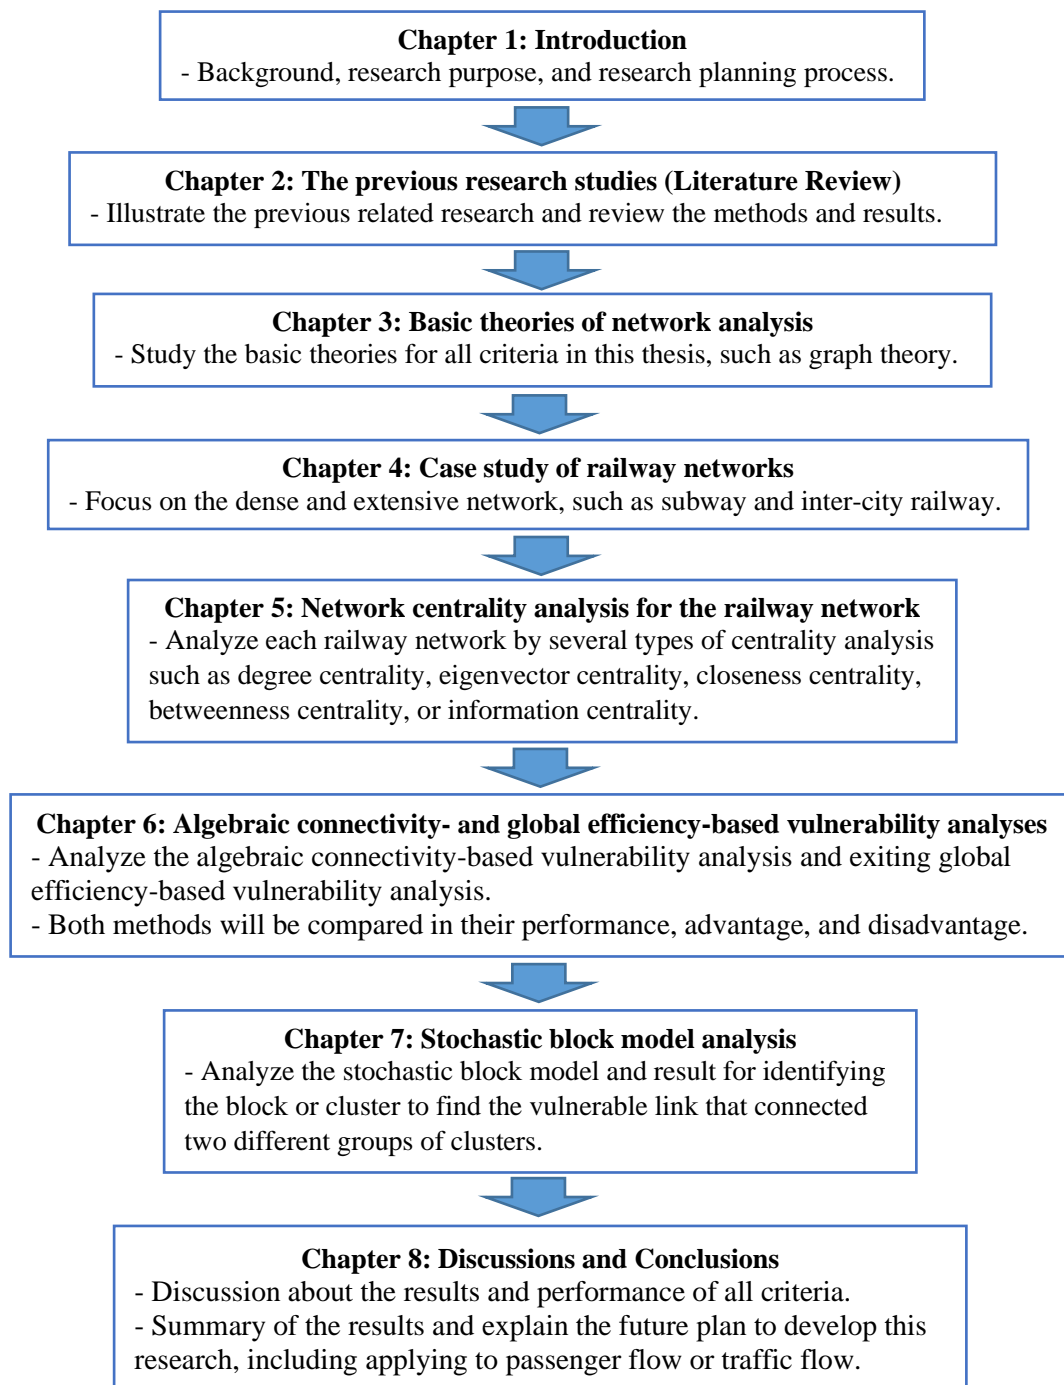 Chapter 1: Introduction
- Background, research purpose, and research planning process.
Chapter 2: The previous research studies (Literature Review)
- Illustrate the previous related research and review the methods and results.
Chapter 3: Basic theories of network analysis
- Study the basic theories for all criteria in this thesis, such as graph theory.
Chapter 4: Case study of railway networks
- Focus on the dense and extensive network, such as subway and inter-city railway.
Chapter 5: Network centrality analysis for the railway network
- Analyze each railway network by several types of centrality analysis
such as degree centrality, eigenvector centrality, closeness centrality,
betweenness centrality, or information centrality.
Chapter 6: Algebraic connectivity- and global efficiency-based vulnerability analyses
- Analyze the algebraic connectivity-based vulnerability analysis and exiting global
efficiency-based vulnerability analysis.
- Both methods will be compared in their performance, advantage, and disadvantage.
Chapter 7: Stochastic block model analysis
- Analyze the stochastic block model and result for identifying
the block or cluster to find the vulnerable link that connected
two different groups of clusters.
Chapter 8: Discussions and Conclusions
- Discussion about the results and performance of all criteria.
- Summary of the results and explain the future plan to develop this
research, including applying to passenger flow or traffic flow.